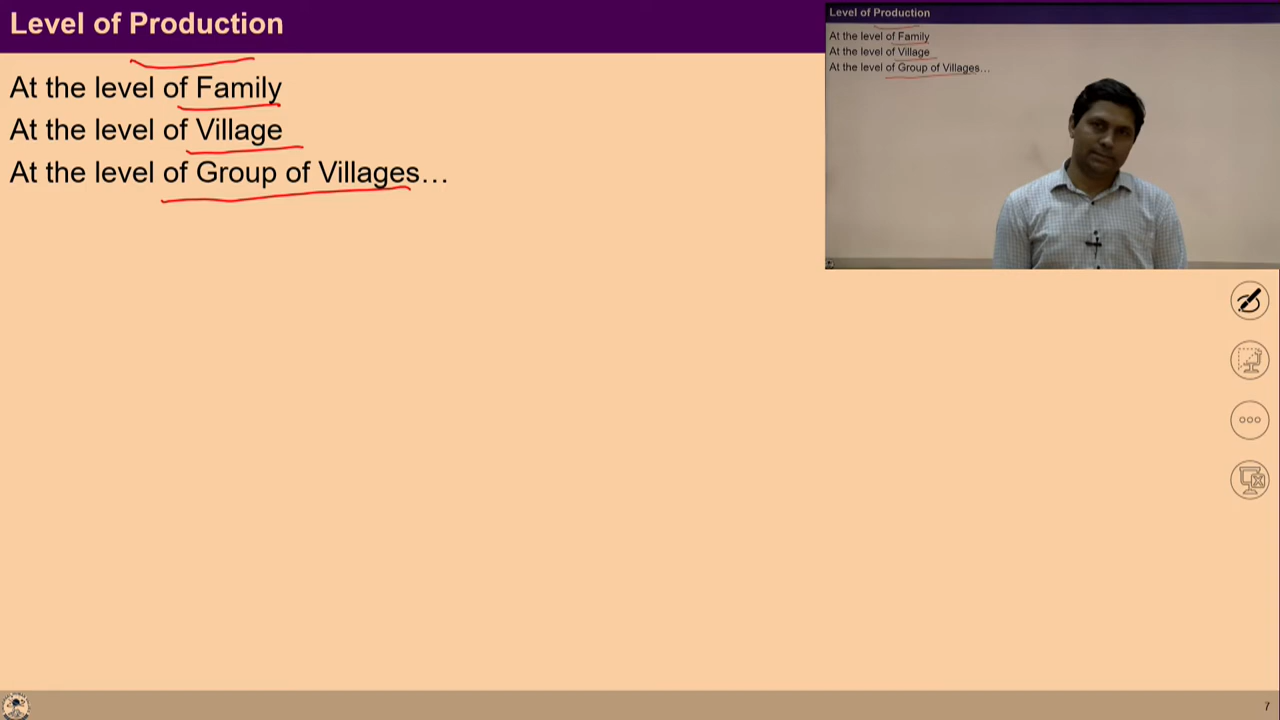 Level of Production
At the level of Family
At the level of Village
At the level of Group of Villages…
Level of Production
At the level of Family
At the level of Village
At the level of Group of Villages…
7